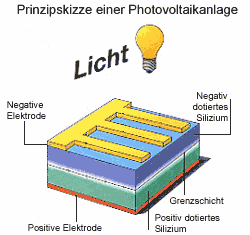 Prinzipskizze einer Photovoltaikanlage
Licht
Negative
Elektrode
Negativ
dotiertes
Silizium
Grenzschicht
Positive Elektrode
Positiv dotiertes
Silizium